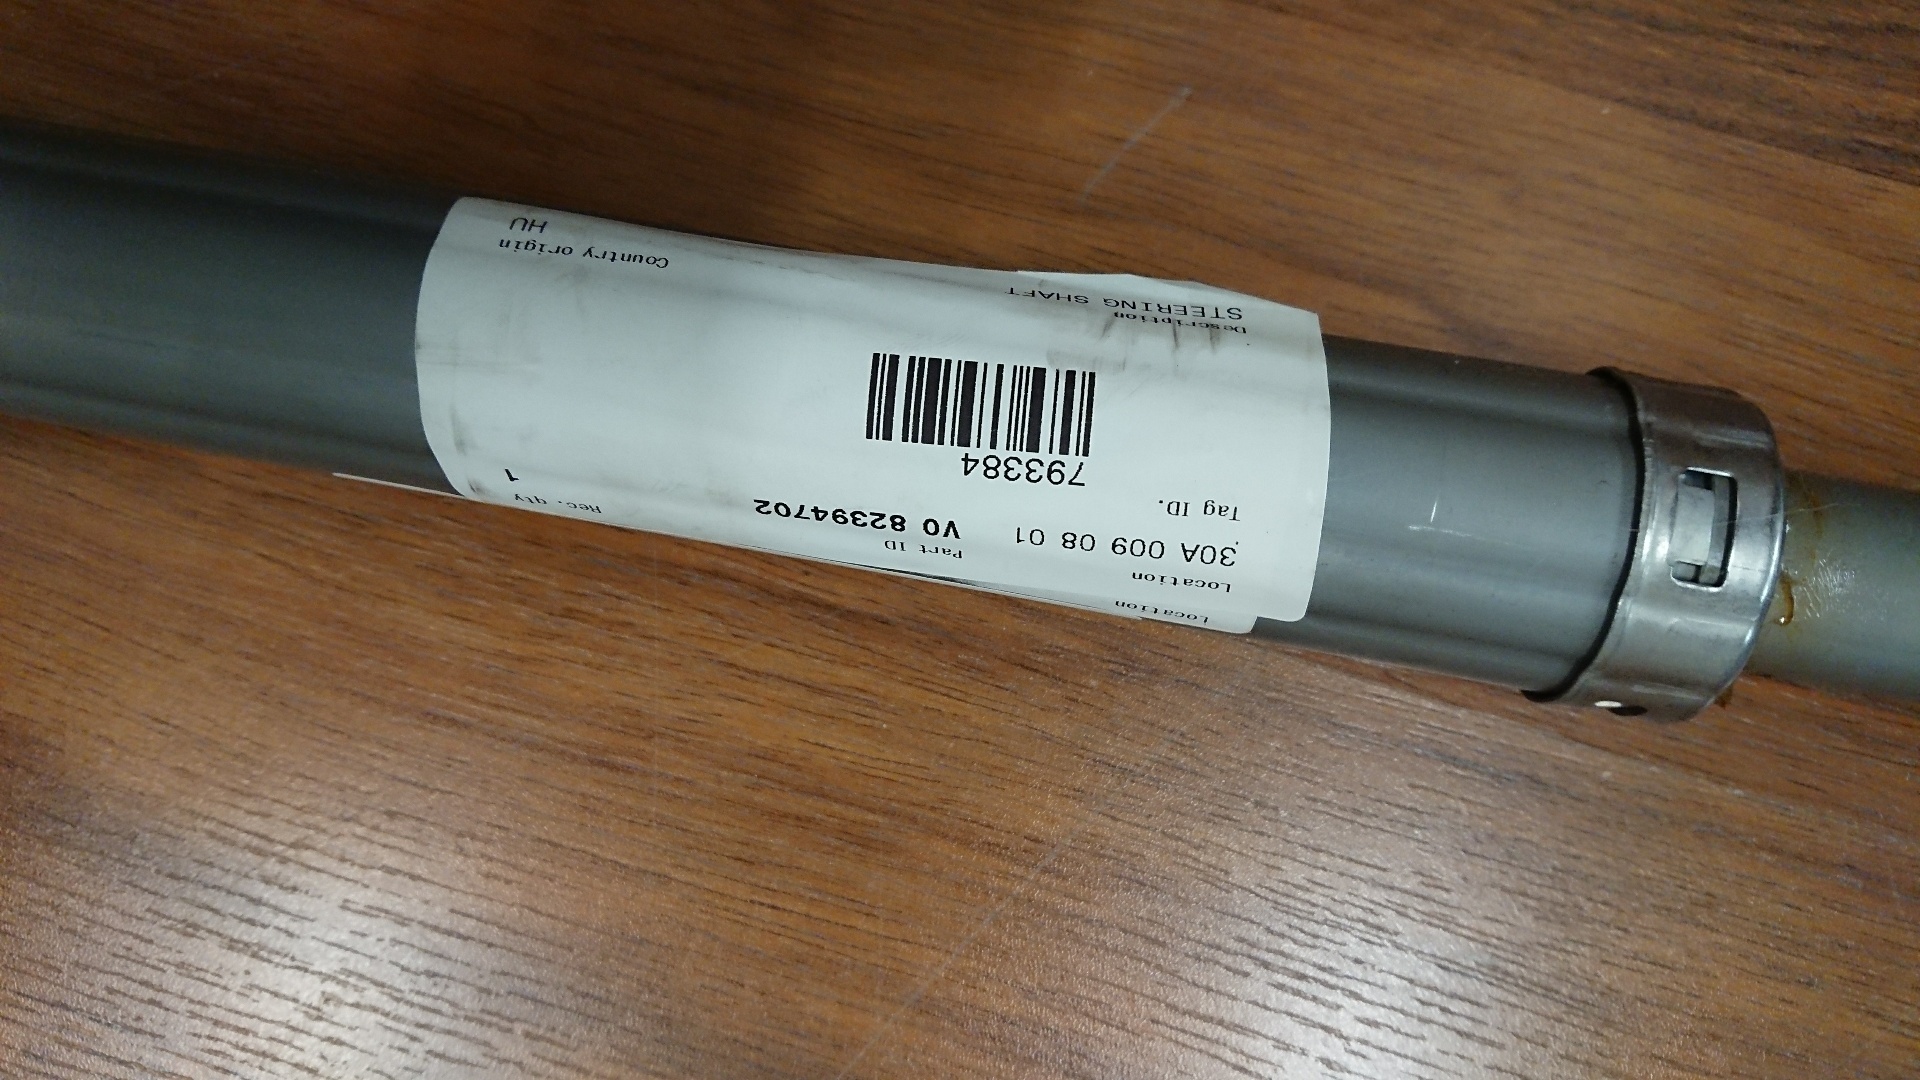 Location
Location
30A 009 08 01
Part ID
VO 82394702
Rec. qty
1
Tag ID.
793384
Description
STEERING SHAFT
Country origin
HU